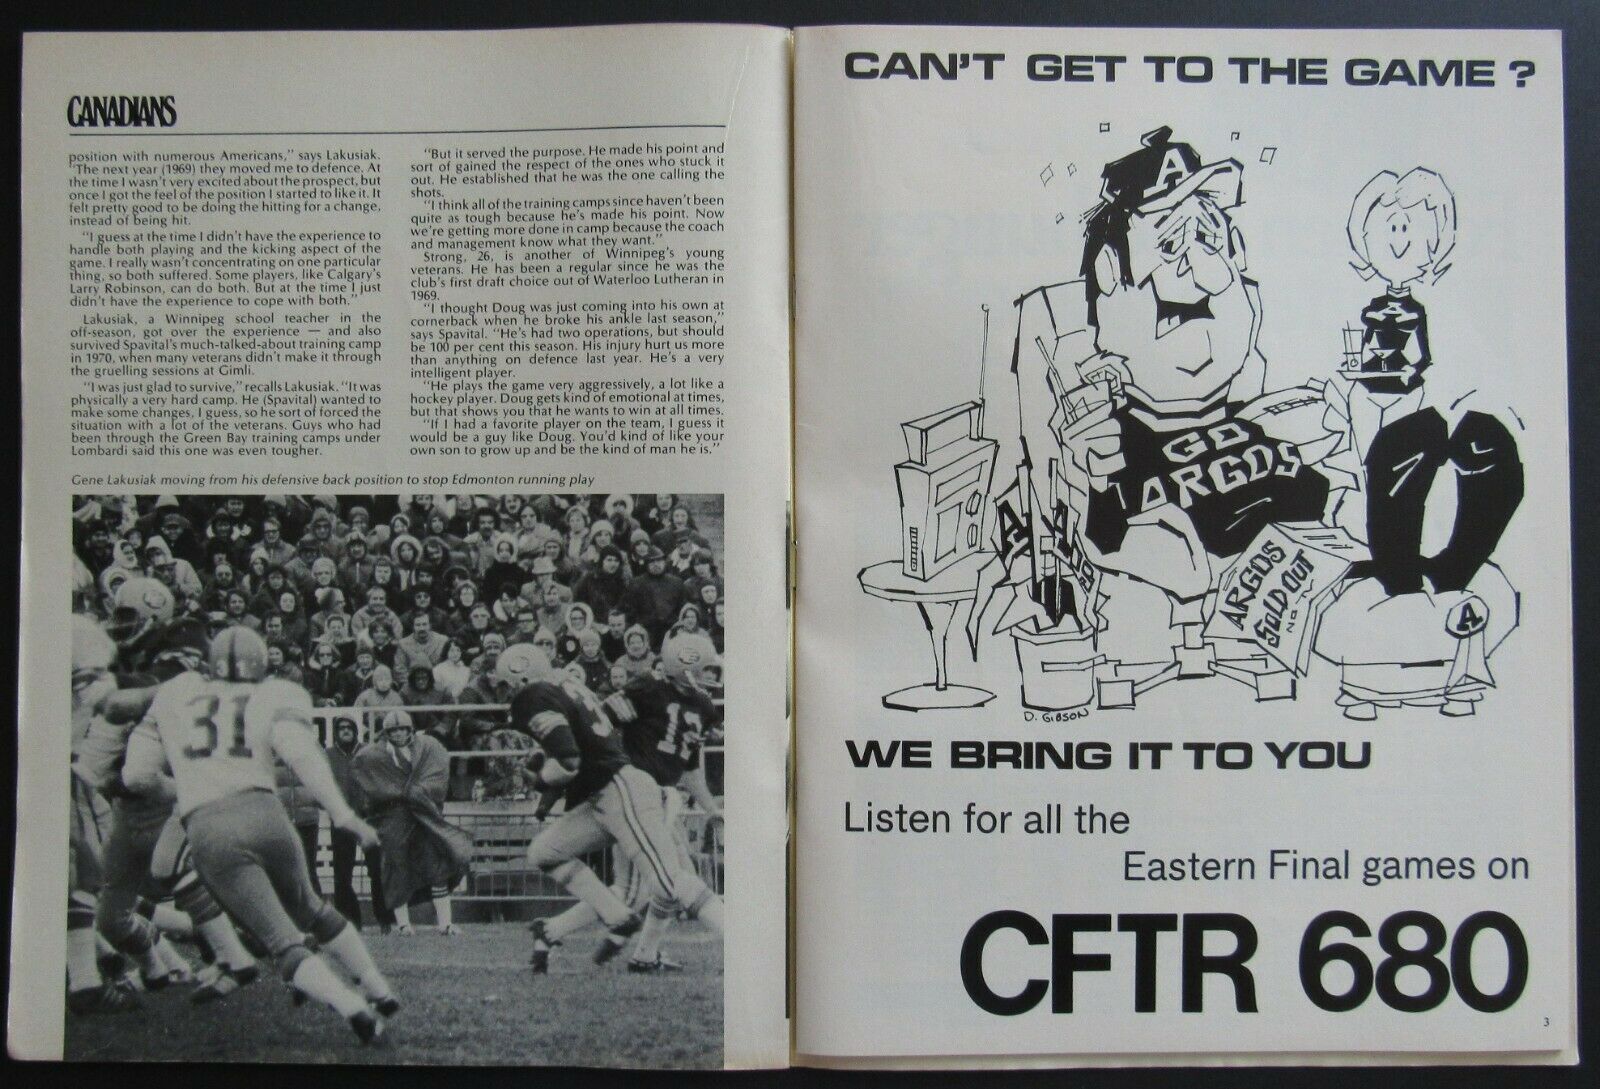 CANADIANS
position with numerous Americans," says Lakusiak.
"The next year (1969) they moved me to defence. At
the time I wasn't very excited about the prospect, but
once I got the feel of the position I started to like it. It
felt pretty good to be doing the hitting for a change,
instead of being hit.
"I guess at the time I didn't have the experience to
handle both playing and the kicking aspect of the
game. I really wasn't concentrating on one particular
thing, so both suffered. Some players, like Calgary's
Larry Robinson, can do both. But at the time I just
didn't have the experience to cope with both."
Lakusiak, a Winnipeg school teacher in the
off-season, got over the experience — and also
survived Spavital's much-talked-about training camp
in 1970, when many veterans didn't make it through
the gruelling sessions at Gimli.
"I was just glad to survive," recalls Lakusiak. "It was
physically a very hard camp. He (Spavital) wanted to
make some changes, I guess, so he sort of forced the
situation with a lot of the veterans. Guys who had
been through the Green Bay training camps under
Lombardi said this one was even tougher.
"But it served the purpose. He made his point and
sort of gained the respect of the ones who stuck it
out. He established that he was the one calling the
shots.
"I think all of the training camps since haven't been
quite as tough because he's made his point. Now
we're getting more done in camp because the coach
and management know what they want."
Strong, 26, is another of Winnipeg's young
veterans. He has been a regular since he was the
club's first draft choice out of Waterloo Lutheran in
1969.
"I thought Doug was just coming into his own at
cornerback when he broke his ankle last season,"
says Spavital. "He's had two operations, but should
be 100 per cent this season. His injury hurt us more
than anything on defence last year. He's a very
intelligent player.
"He plays the game very aggressively, a lot like a
hockey player. Doug gets kind of emotional at times,
but that shows you that he wants to win at all times.
"If I had a favorite player on the team, I guess it
would be a guy like Doug. You'd kind of like your
own son to grow up and be the kind of man he is."
Gene Lakusiak moving from his defensive back position to stop Edmonton running play
31
12
CAN'T GET TO THE GAME?
A
GO
ARGOS
A
A
ARGOS
SOLD OUT
A
D. GIBSON
WE BRING IT TO YOU
Listen for all the
Eastern Final games on
CFTR 680
3